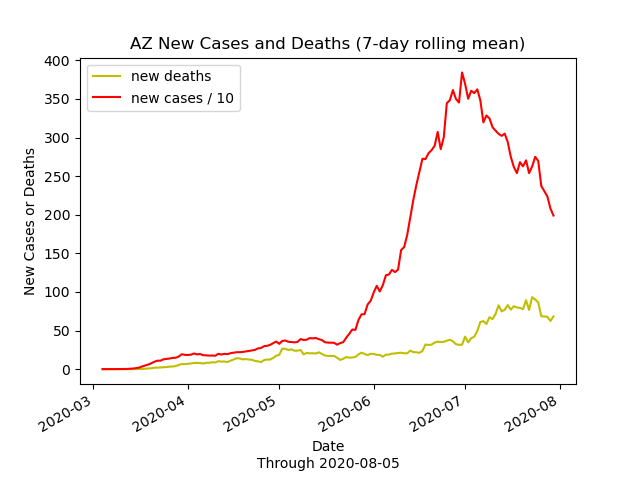 AZ New Cases and Deaths (7-day rolling mean)
new deaths
new cases / 10
New Cases or Deaths
400
350
300
250
200
150
100
50
0
2020-03
2020-04
2020-05
2020-06
2020-07
2020-08
Date
Through 2020-08-05